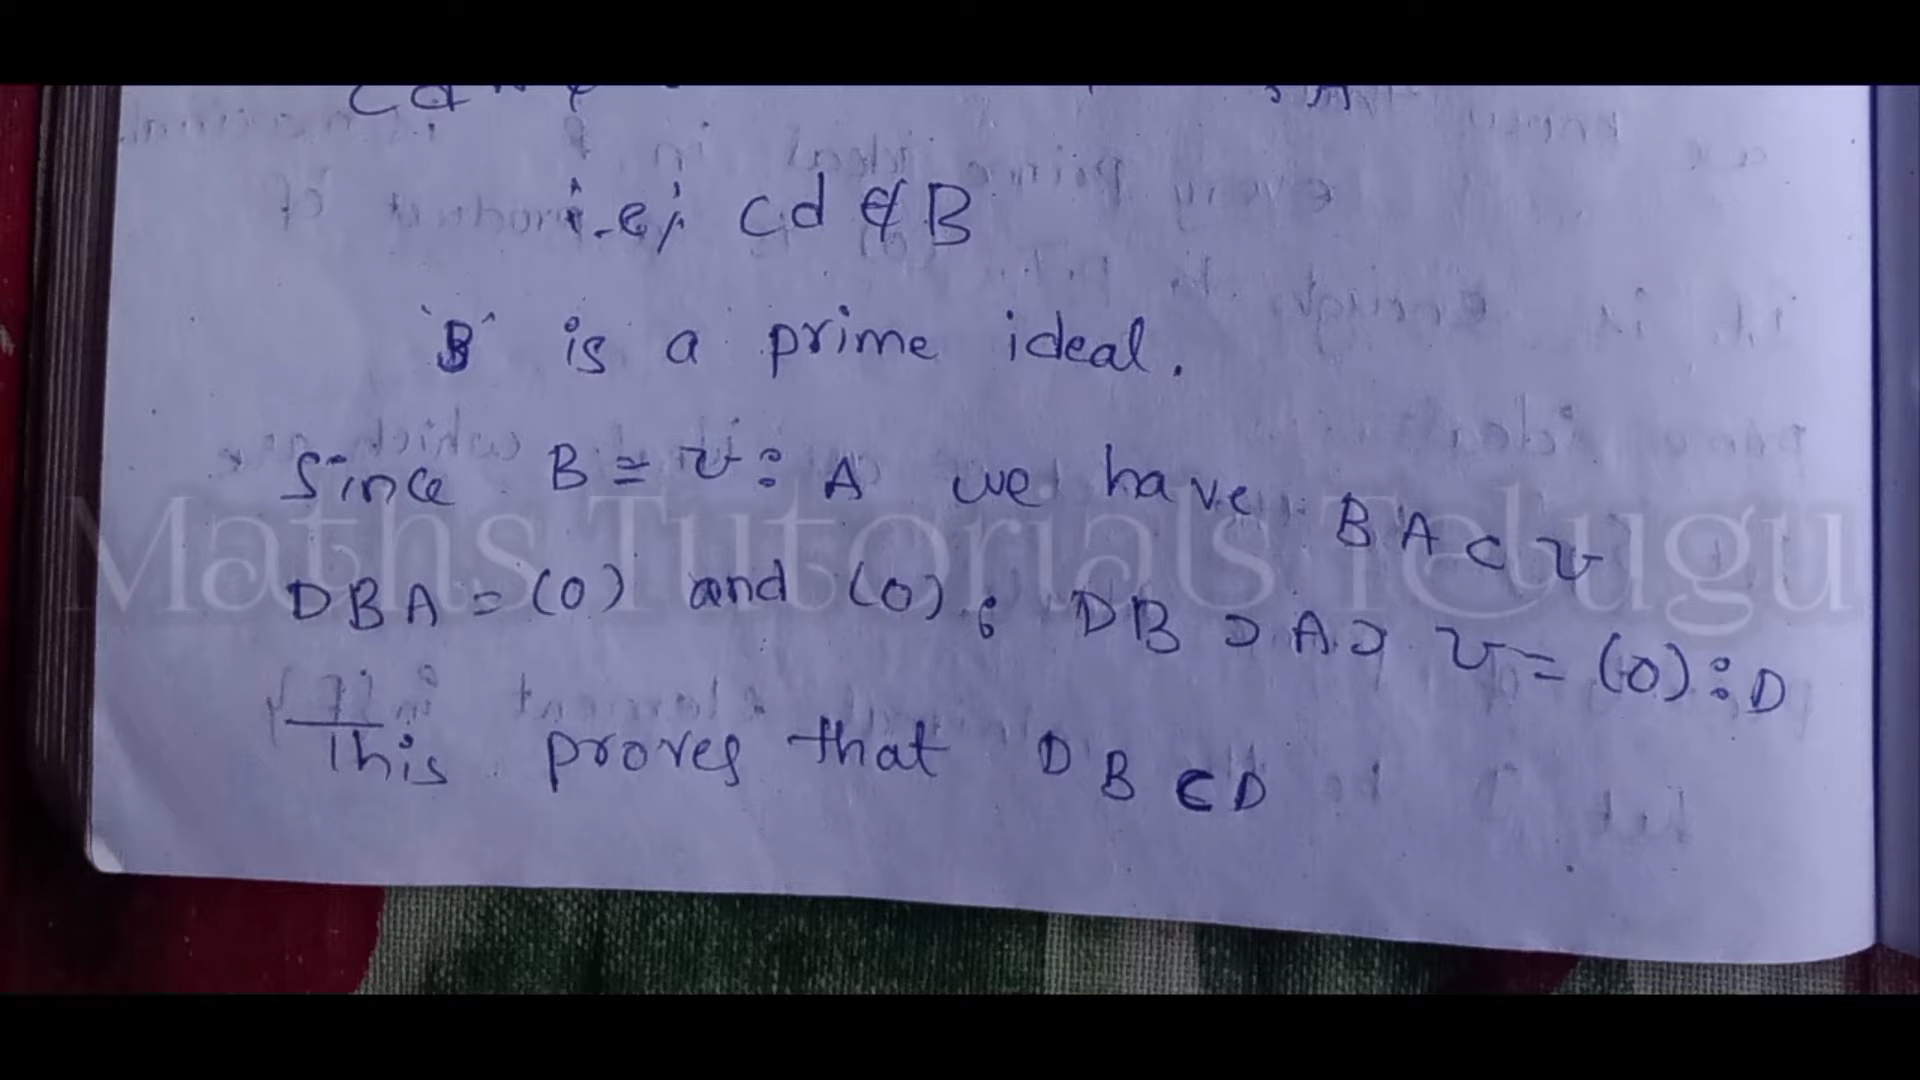 i.e; cd ∉ B
'B' is a prime ideal.
Since B = v : A we have BA ⊂ v
DBA = (0) and (0) : DB ⊃ A ⊃ v = (0) : D
This proves that DB ⊂ D
Maths Tutorials Telugu